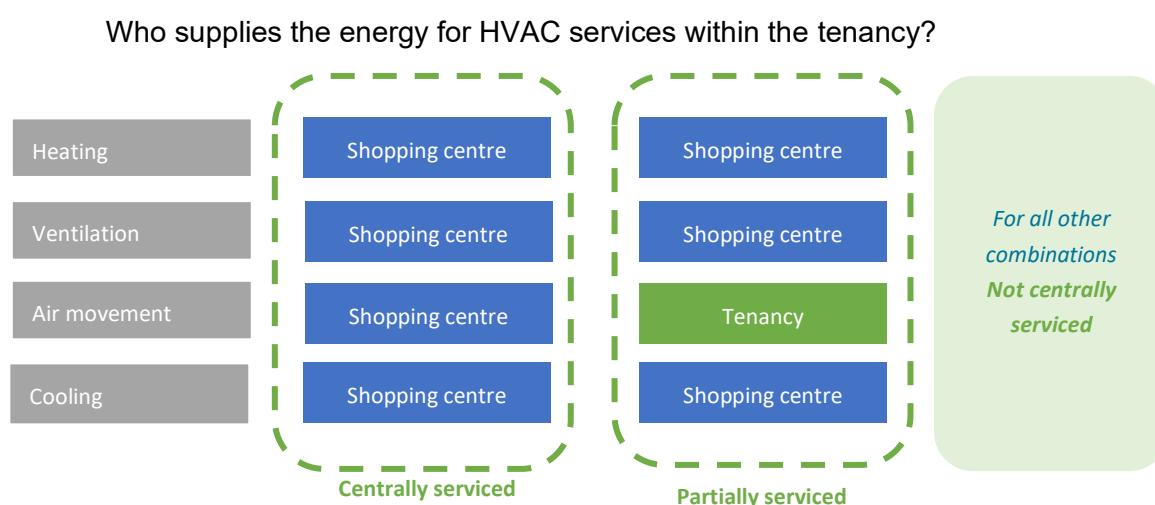 Who supplies the energy for HVAC services within the tenancy?
Heating
Shopping centre
Shopping centre
Ventilation
Shopping centre
Shopping centre
Air movement
Shopping centre
Tenancy
Cooling
Shopping centre
Shopping centre
For all other
combinations
Not centrally
serviced
Centrally serviced
Partially serviced